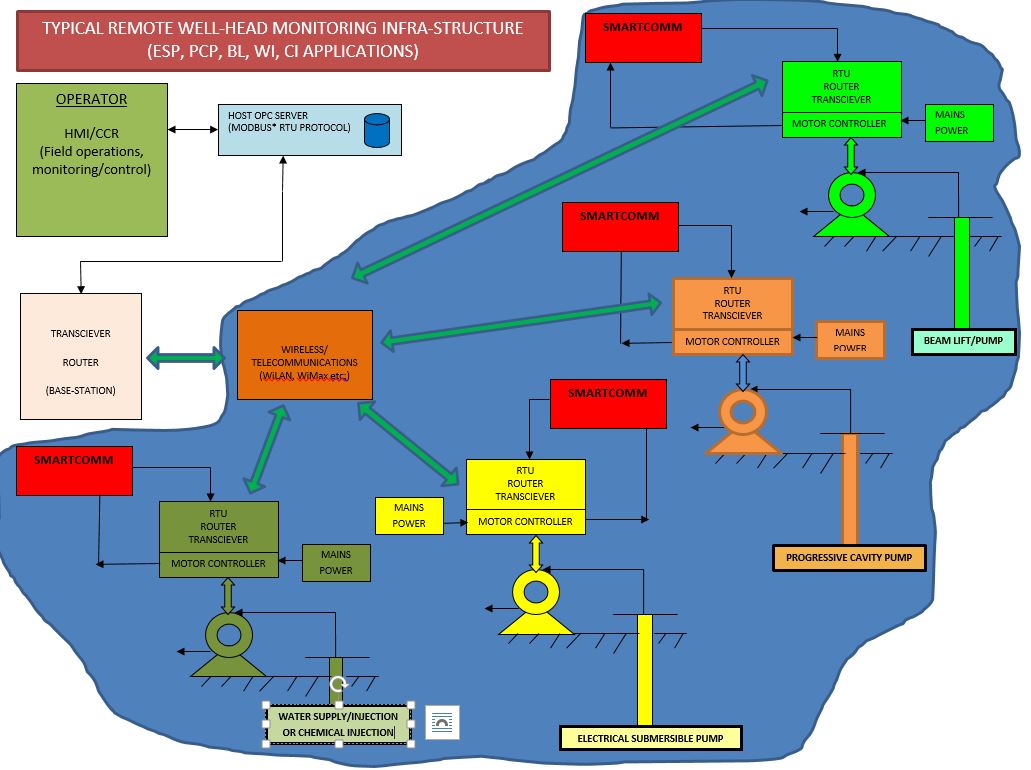 TYPICAL REMOTE WELL-HEAD MONITORING INFRA-STRUCTURE
(ESP, PCP, BL, WI, CI APPLICATIONS)
OPERATOR
HMI/CCR
(Field operations,
monitoring/control)
HOST OPC SERVER
(MODBUS* RTU PROTOCOL)
TRANSCIEVER
ROUTER
(BASE-STATION)
WIRELESS/
TELECOMMUNICATIONS
(WiLAN, WiMax etc;)
SMARTCOMM
RTU
ROUTER
TRANSCIEVER
MOTOR CONTROLLER
MAINS
POWER
BEAM LIFT/PUMP
SMARTCOMM
RTU
ROUTER
TRANSCIEVER
MOTOR CONTROLLER
MAINS
POWER
PROGRESSIVE CAVITY PUMP
SMARTCOMM
RTU
ROUTER
TRANSCIEVER
MOTOR CONTROLLER
MAINS
POWER
ELECTRICAL SUBMERSIBLE PUMP
SMARTCOMM
RTU
ROUTER
TRANSCIEVER
MOTOR CONTROLLER
MAINS
POWER
WATER SUPPLY/INJECTION
OR CHEMICAL INJECTION